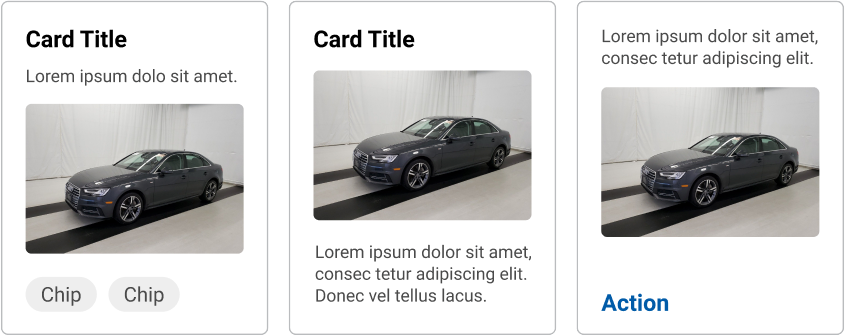 Card Title
Lorem ipsum dolo sit amet.
Chip
Chip
Card Title
Lorem ipsum dolor sit amet,
consec tetur adipiscing elit.
Donec vel tellus lacus.
Lorem ipsum dolor sit amet,
consec tetur adipiscing elit.
Action